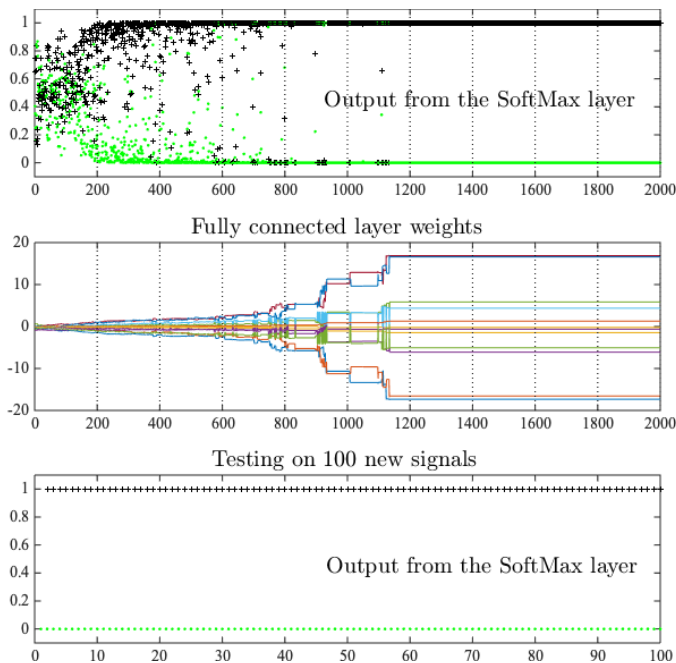 1
0.8
0.6
0.4
0.2
0
Output from the SoftMax layer
0 200 400 600 800 1000 1200 1400 1600 1800 2000
Fully connected layer weights
20
10
0
-10
-20
0 200 400 600 800 1000 1200 1400 1600 1800 2000
Testing on 100 new signals
1
0.8
0.6
0.4
0.2
0
Output from the SoftMax layer
0 10 20 30 40 50 60 70 80 90 100